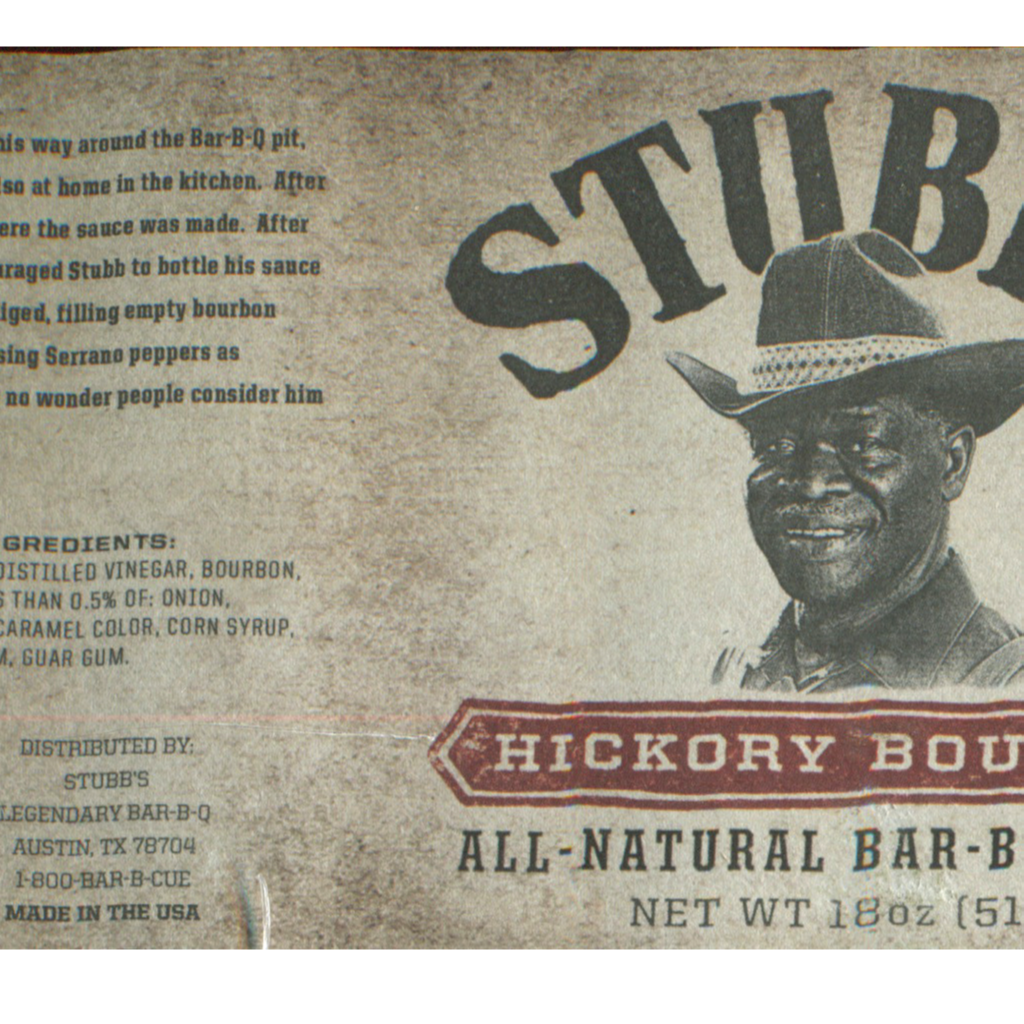 his way around the Bar-B-Q pit,
so at home in the kitchen. After
ere the sauce was made. After
uraged Stubb to bottle his sauce
iged, filling empty bourbon
sing Serrano peppers as
no wonder people consider him
GREDIENTS:
DISTILLED VINEGAR, BOURBON,
S THAN 0.5% OF: ONION,
CARAMEL COLOR, CORN SYRUP,
M, GUAR GUM.
DISTRIBUTED BY:
STUBB'S
LEGENDARY BAR-B-Q
AUSTIN, TX 78704
1-800-BAR-B-CUE
MADE IN THE USA
STUB
HICKORY BOU
ALL-NATURAL BAR-B
NET WT 18oz (51